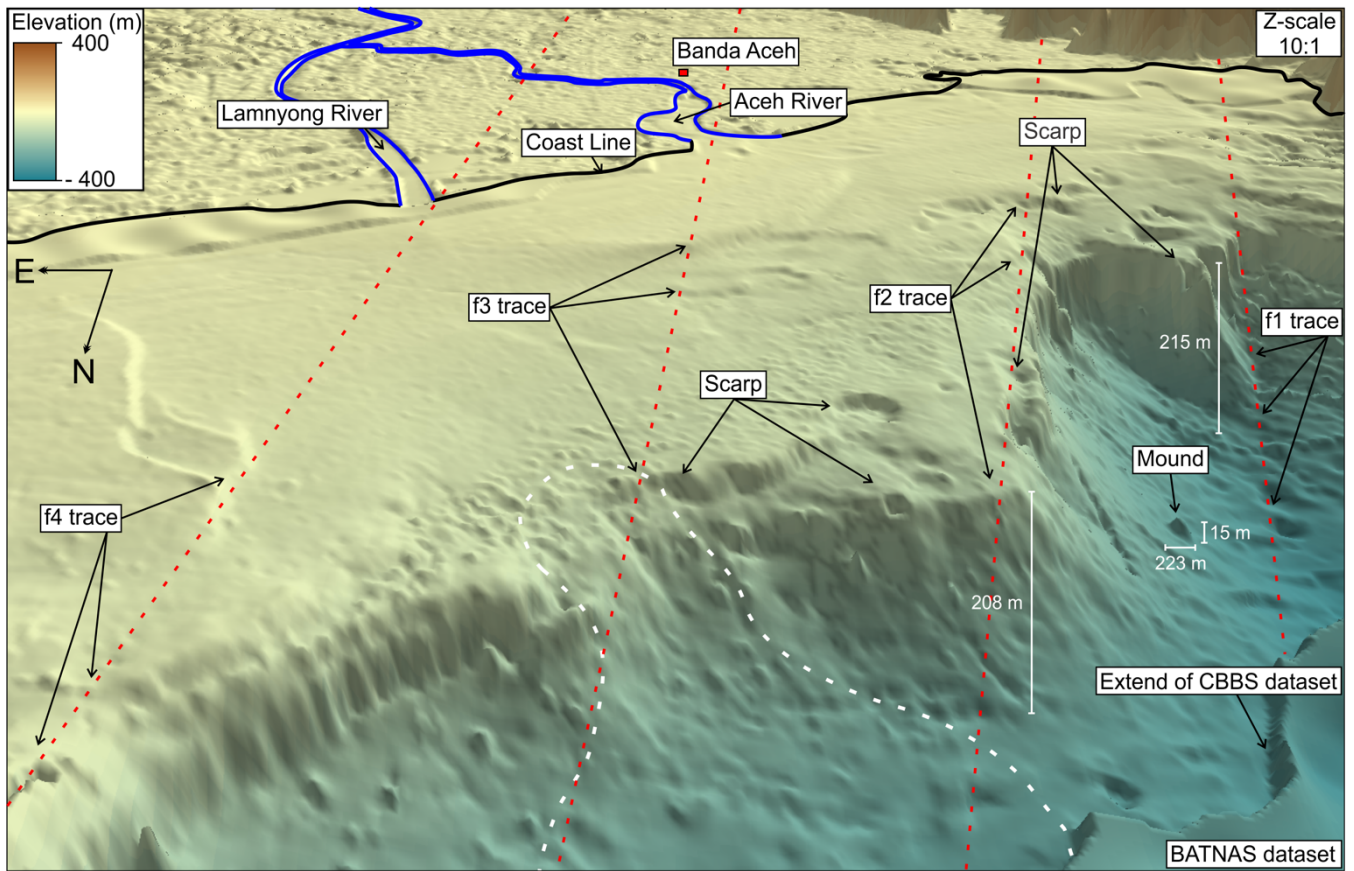 Elevation (m)
400
- 400
Z-scale
10:1
Banda Aceh
Lamnyong River
Aceh River
Coast Line
Scarp
E
N
f3 trace
f2 trace
f1 trace
215 m
Scarp
Mound
15 m
223 m
f4 trace
208 m
Extend of CBBS dataset
BATNAS dataset